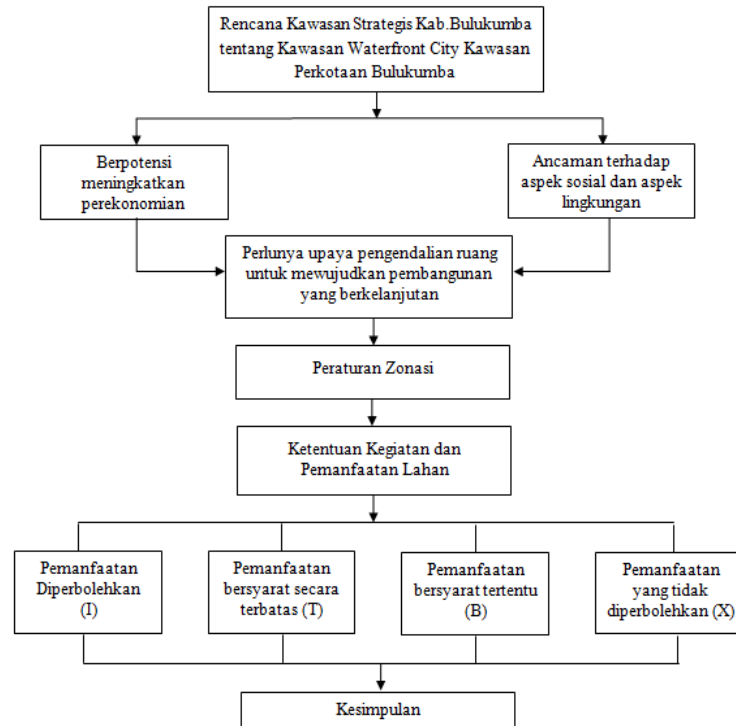 Rencana Kawasan Strategis Kab.Bulukumba
tentang Kawasan Waterfront City Kawasan
Perkotaan Bulukumba
Berpotensi
meningkatkan
perekonomian
Ancaman terhadap
aspek sosial dan aspek
lingkungan
Perlunya upaya pengendalian ruang
untuk mewujudkan pembangunan
yang berkelanjutan
Peraturan Zonasi
Ketentuan Kegiatan dan
Pemanfaatan Lahan
Pemanfaatan
Diperbolehkan
(I)
Pemanfaatan
bersyarat secara
terbatas (T)
Pemanfaatan
bersyarat tertentu
(B)
Pemanfaatan
yang tidak
diperbolehkan (X)
Kesimpulan